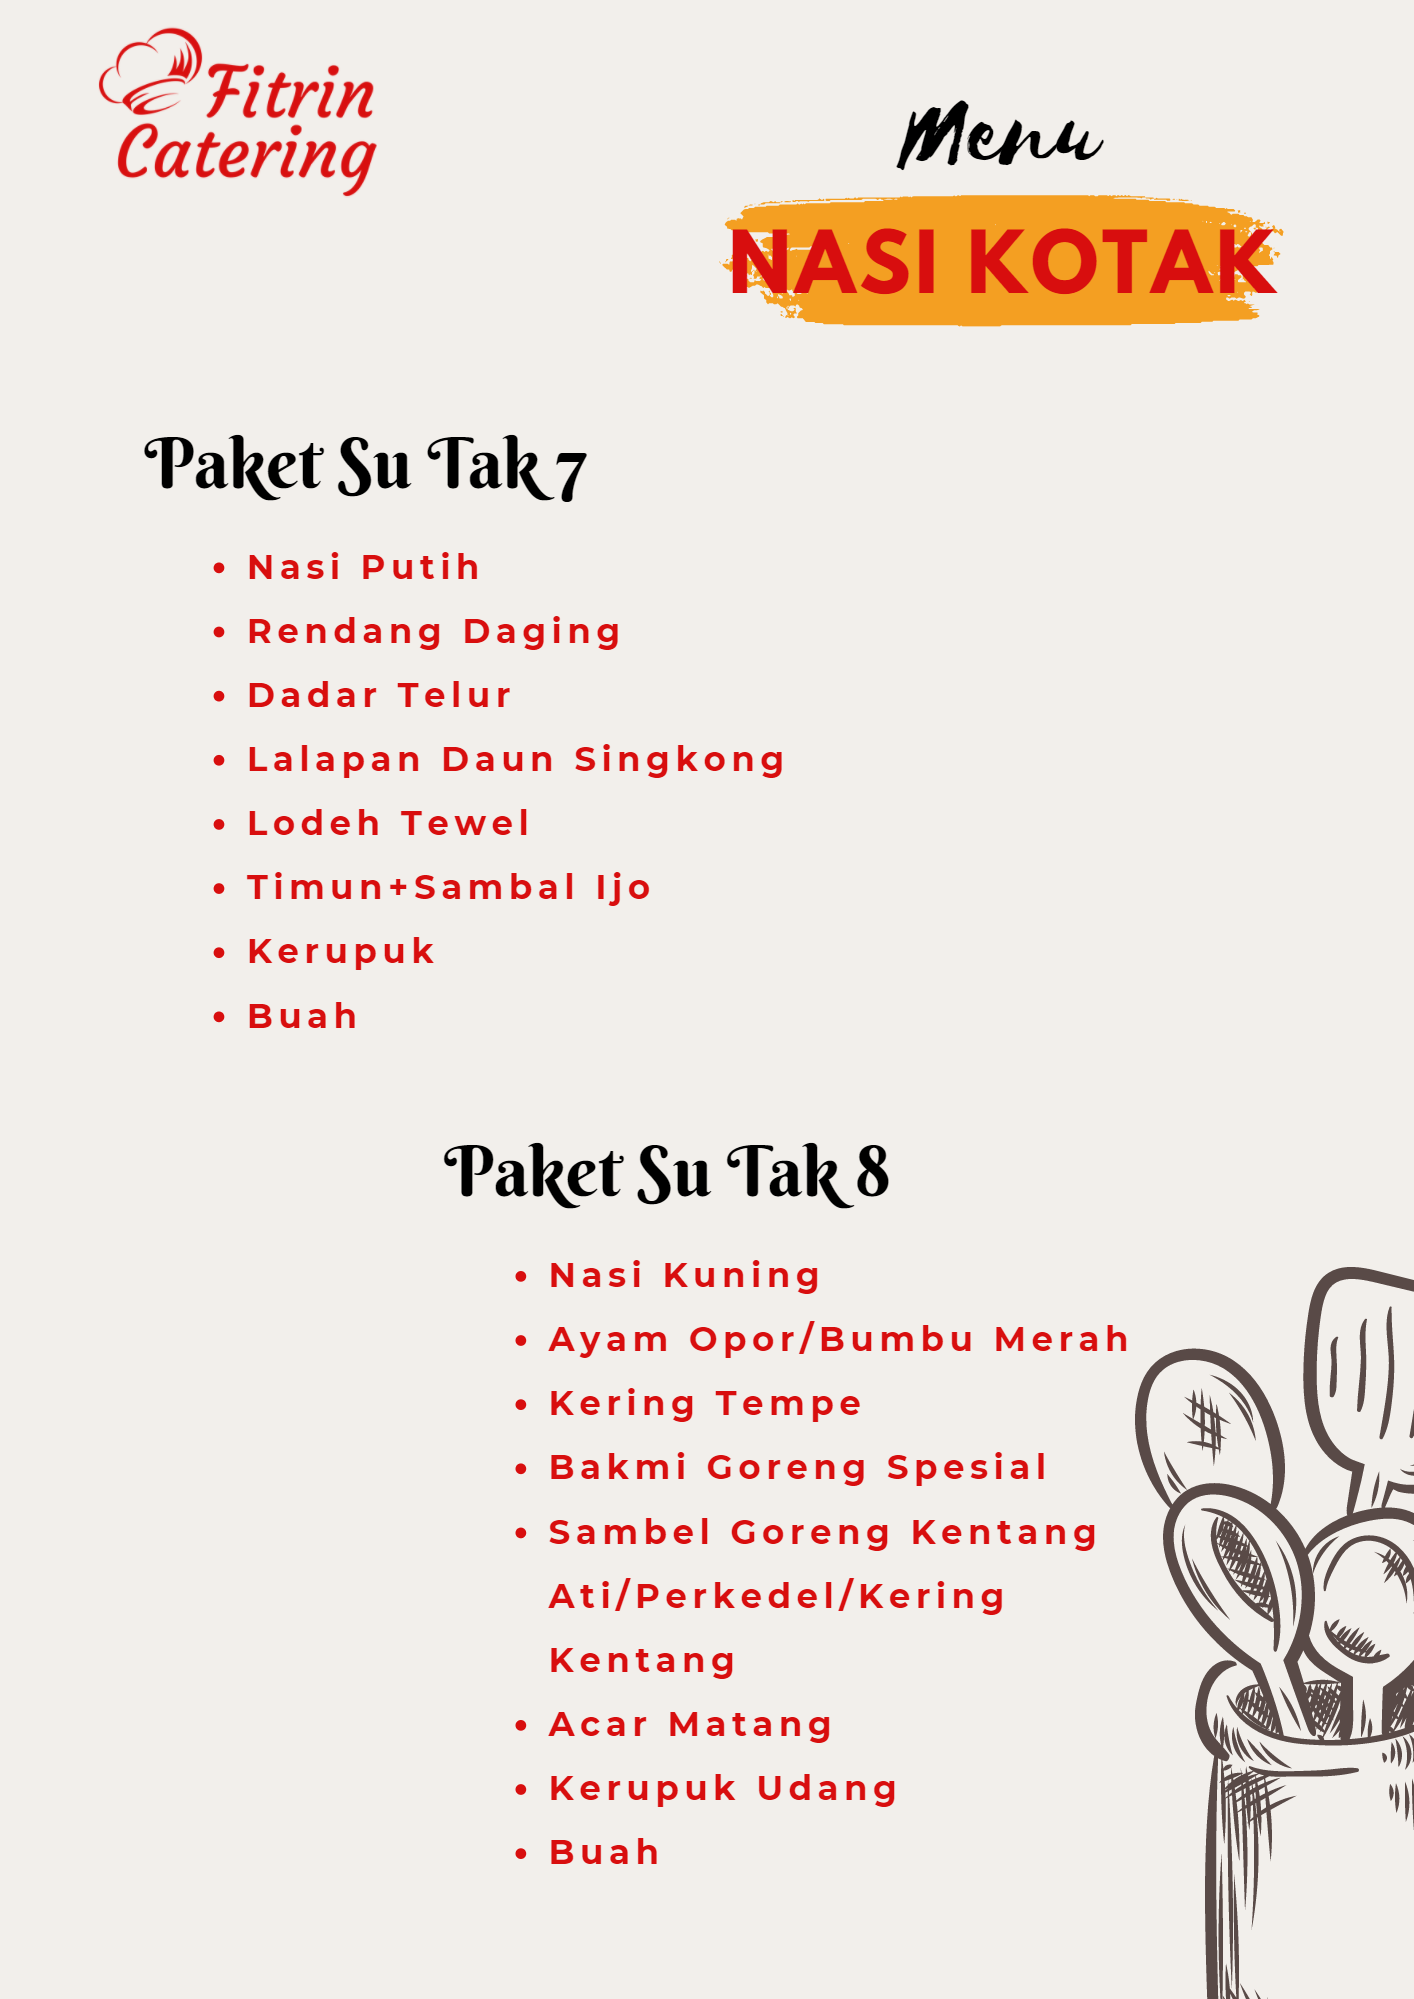 Fitrin
Catering
Menu
NASI KOTAK
Paket Su Tak 7
• Nasi Putih
• Rendang Daging
• Dadar Telur
• Lalapan Daun Singkong
• Lodeh Tewel
• Timun+Sambal Ijo
• Kerupuk
• Buah
Paket Su Tak 8
• Nasi Kuning
• Ayam Opor/Bumbu Merah
• Kering Tempe
• Bakmi Goreng Spesial
• Sambel Goreng Kentang
Ati/Perkedel/Kering
Kentang
• Acar Matang
• Kerupuk Udang
• Buah